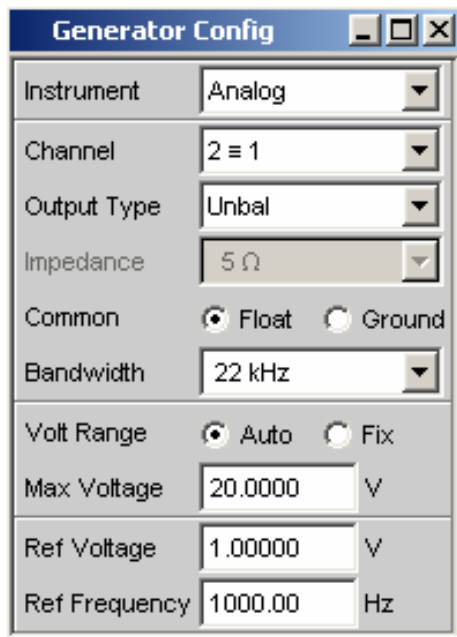 Generator Config
Instrument Analog
Channel 2 ≡ 1
Output Type Unbal
Impedance 5 Ω
Common Float Ground
Bandwidth 22 kHz
Volt Range Auto Fix
Max Voltage 20.0000 V
Ref Voltage 1.00000 V
Ref Frequency 1000.00 Hz